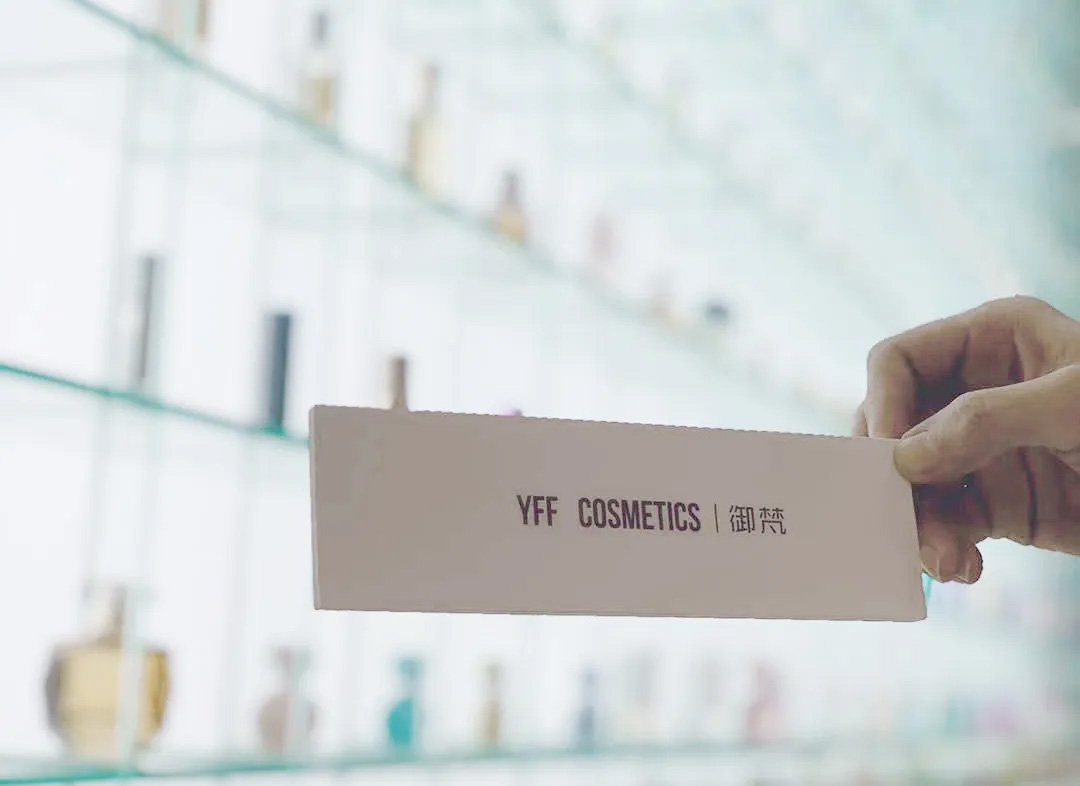 YFF COSMETICS | 御梵